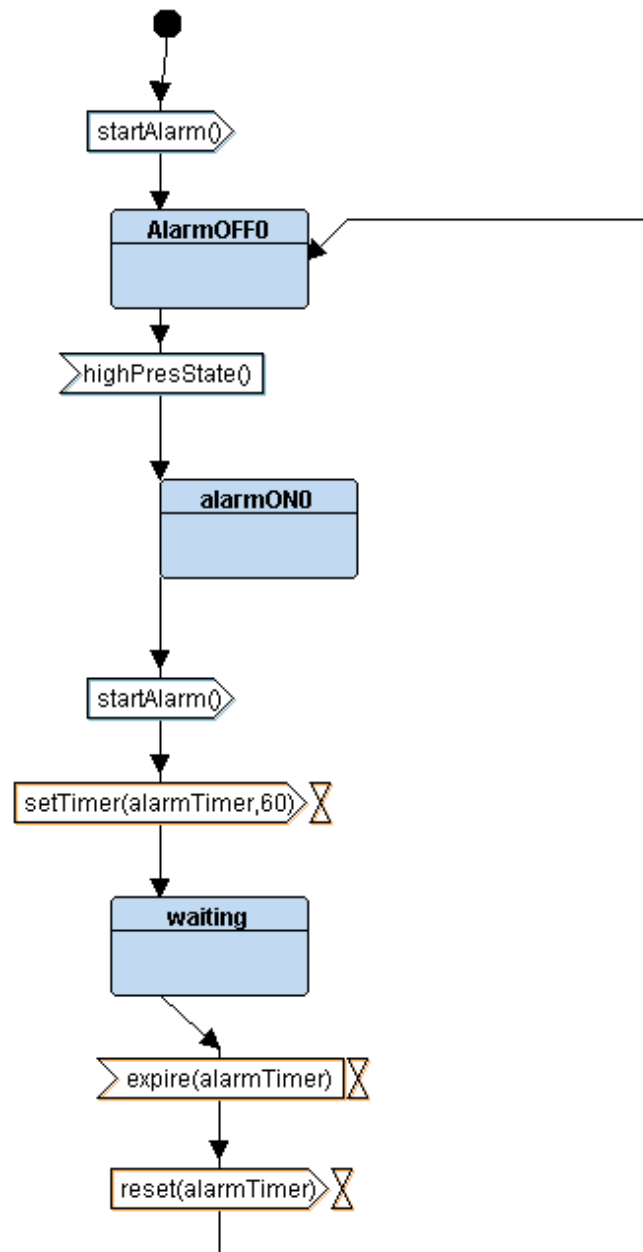 startAlarm()
AlarmOFF0
highPresState()
alarmON0
startAlarm()
setTimer(alarmTimer,60)
waiting
expire(alarmTimer)
reset(alarmTimer)